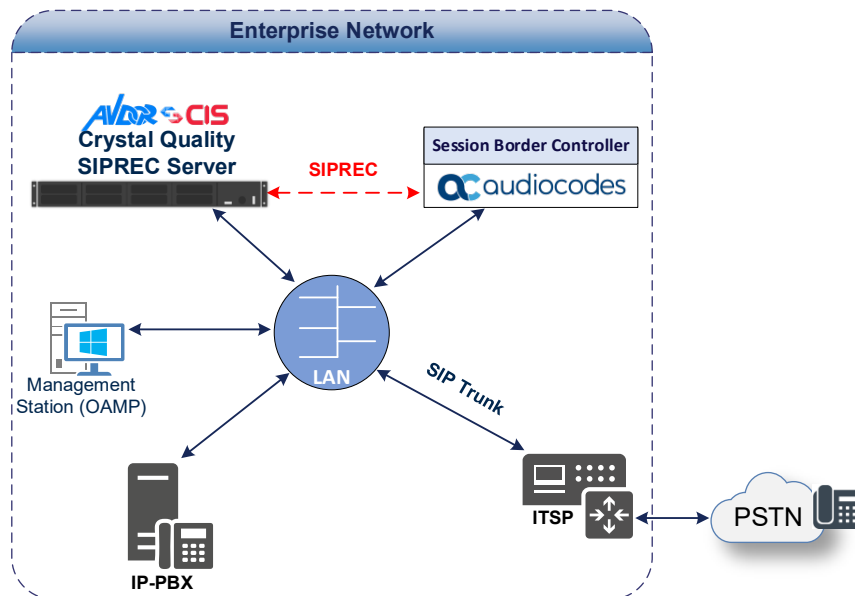 Enterprise Network
AVDOR CIS
Crystal Quality
SIPREC Server
SIPREC
Session Border Controller
audiocodes
LAN
Management
Station (OAMP)
SIP Trunk
IP-PBX
ITSP
PSTN